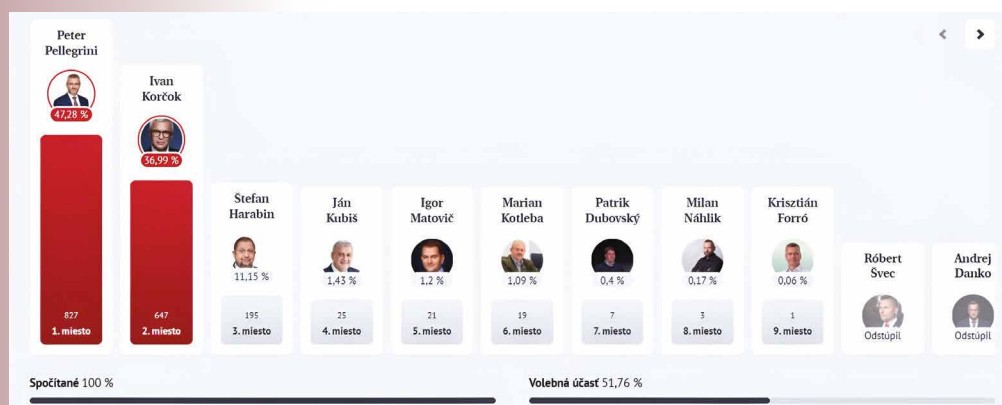 Peter
Pellegrini
47,28 %
827
1. miesto
Ivan
Korčok
36,99 %
647
2. miesto
Štefan
Harabin
11,15 %
195
3. miesto
Ján
Kubiš
1,43 %
25
4. miesto
Igor
Matovič
1,2 %
21
5. miesto
Marian
Kotleba
1,09 %
19
6. miesto
Patrik
Dubovský
0,4 %
7
7. miesto
Milan
Náhlik
0,17 %
3
8. miesto
Krisztián
Forró
0,06 %
1
9. miesto
Róbert
Švec
Odstúpil
Andrej
Danko
Odstúpil
Spočítané 100 %
Volebná účasť 51,76 %